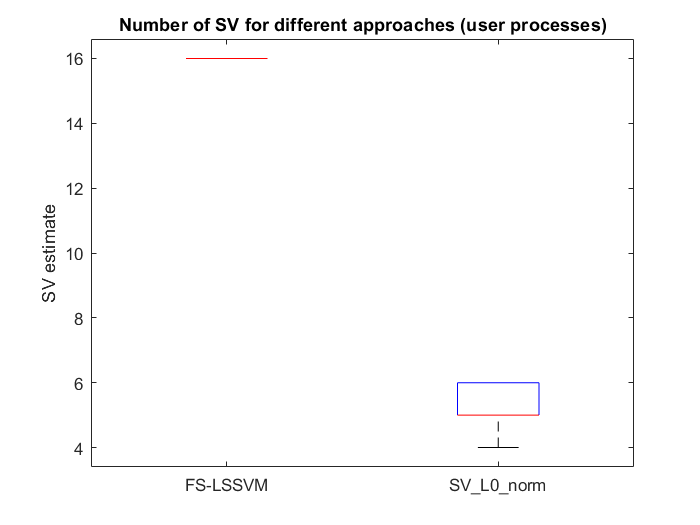 Number of SV for different approaches (user processes)
16
14
12
10
8
6
4
SV estimate
FS-LSSVM
SV_L0_norm